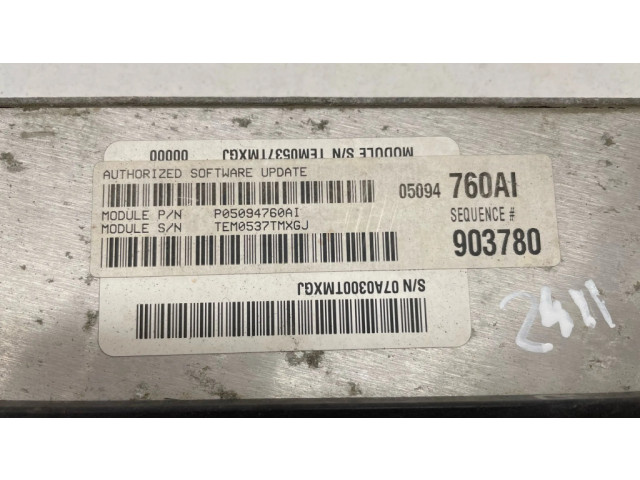 MODULE S/N TEM0537TMXGJ 00000
AUTHORIZED SOFTWARE UPDATE
05094 760AI
MODULE P/N P05094760AI
SEQUENCE #
MODULE S/N TEM0537TMXGJ
903780
S/N 07A0300TMXGJ
2411